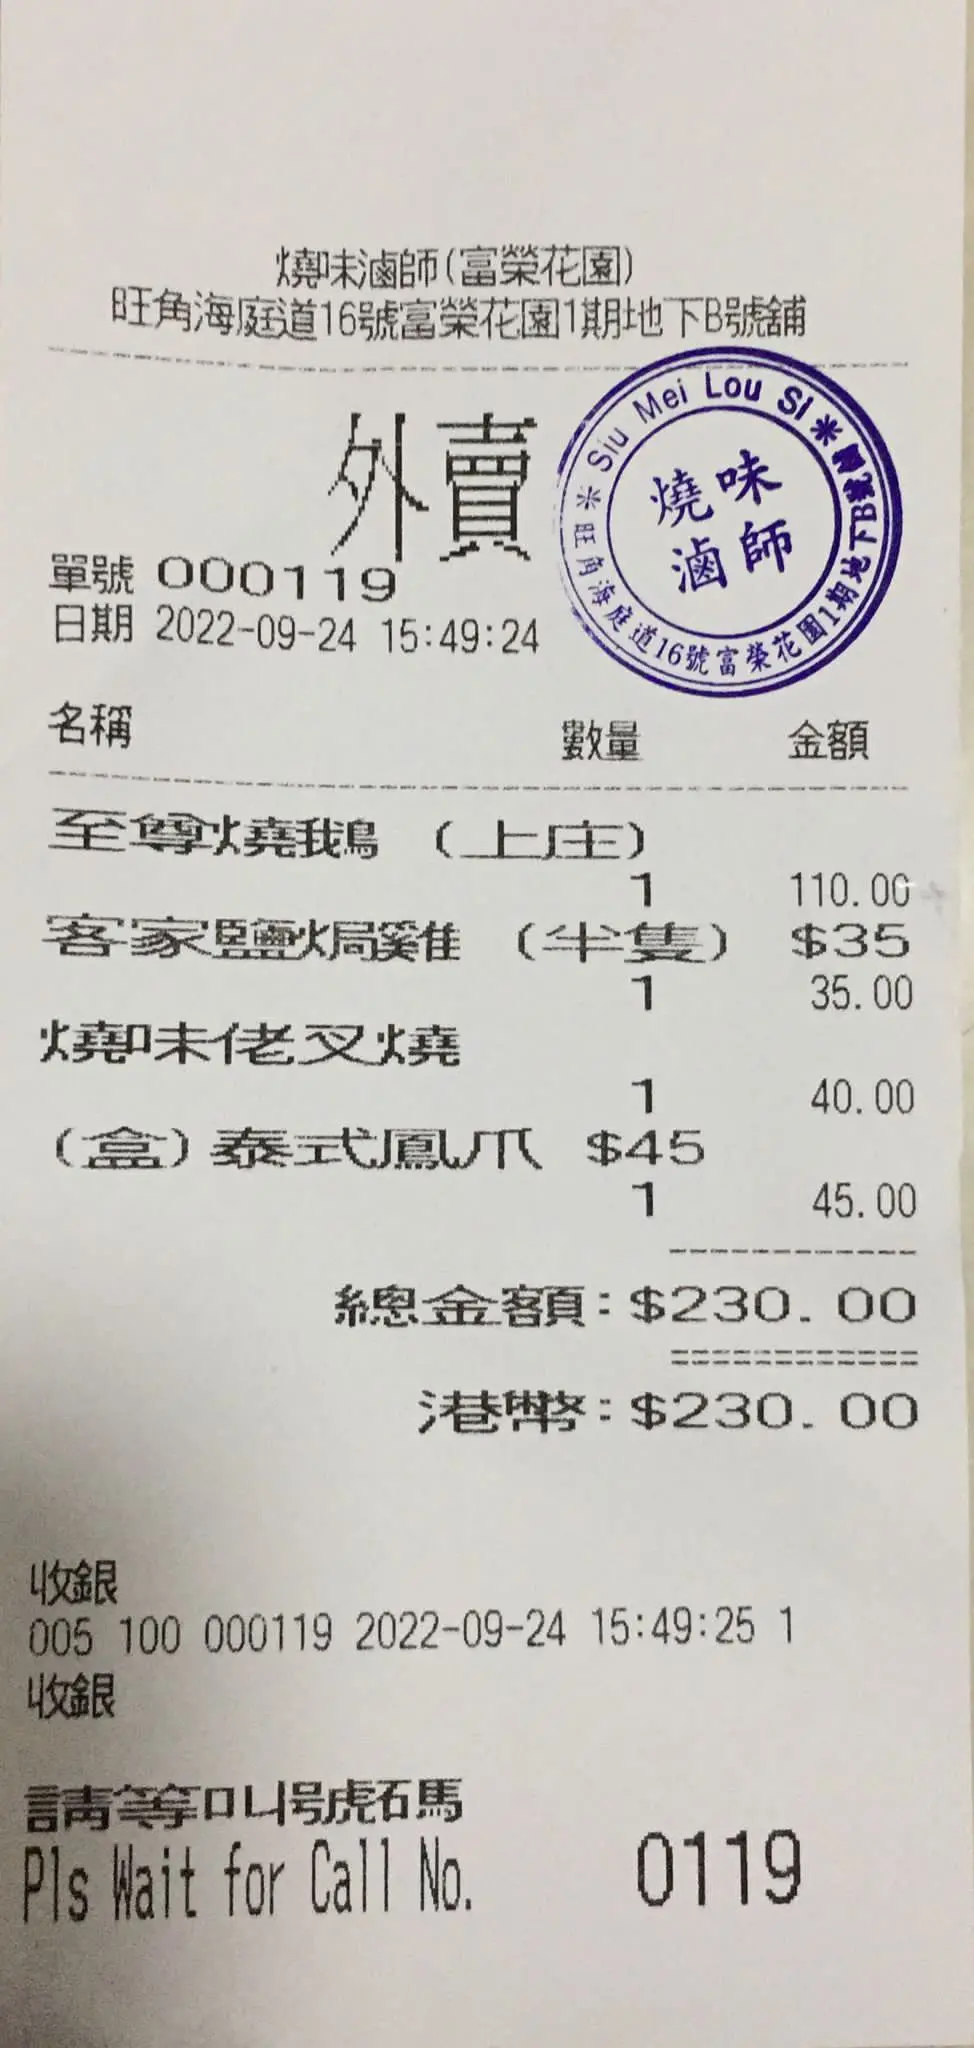 燒味滷師(富榮花園)
旺角海庭道16號富榮花園1期地下B號舖
外賣
Siu Mei Lou Si
燒味
滷師
旺角海庭道16號富榮花園1期地下B號舖
單號 000119
日期 2022-09-24 15:49:24
名稱 數量 金額
至尊燒鵝 (上庄)
1 110.00
客家鹽焗雞 (半隻) $35
1 35.00
燒味佬叉燒
1 40.00
(盒)泰式鳳爪 $45
1 45.00
總金額:$230.00
港幣:$230.00
收銀
005 100 000119 2022-09-24 15:49:25 1
收銀
請等叫號碼
Pls Wait for Call No. 0119